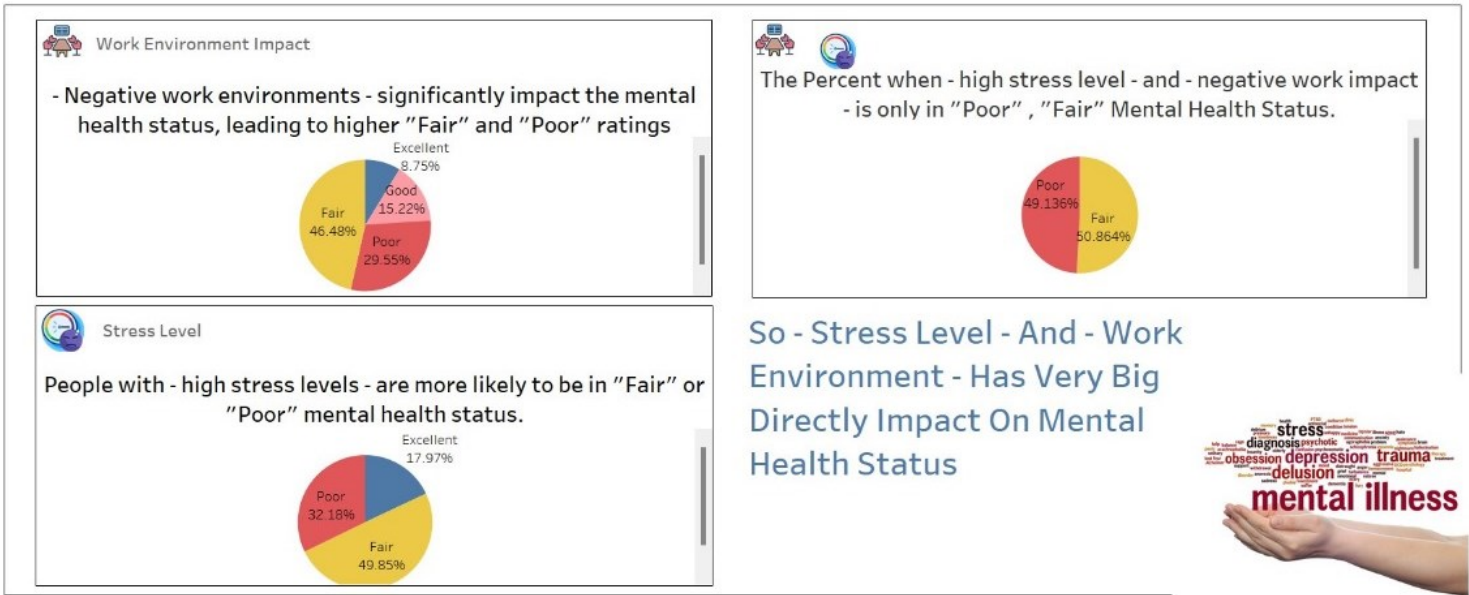 Work Environment Impact
- Negative work environments - significantly impact the mental
health status, leading to higher "Fair" and "Poor" ratings
Excellent
8.75%
Good
15.22%
Fair
46.48%
Poor
29.55%
Stress Level
People with - high stress levels - are more likely to be in "Fair" or
"Poor" mental health status.
Excellent
17.97%
Poor
32.18%
Fair
49.85%
The Percent when - high stress level - and - negative work impact
- is only in "Poor" , "Fair" Mental Health Status.
Poor
49.136%
Fair
50.864%
So - Stress Level - And - Work
Environment - Has Very Big
Directly Impact On Mental
Health Status
stress
diagnosis psychotic
obsession depression trauma
delusion
mental illness